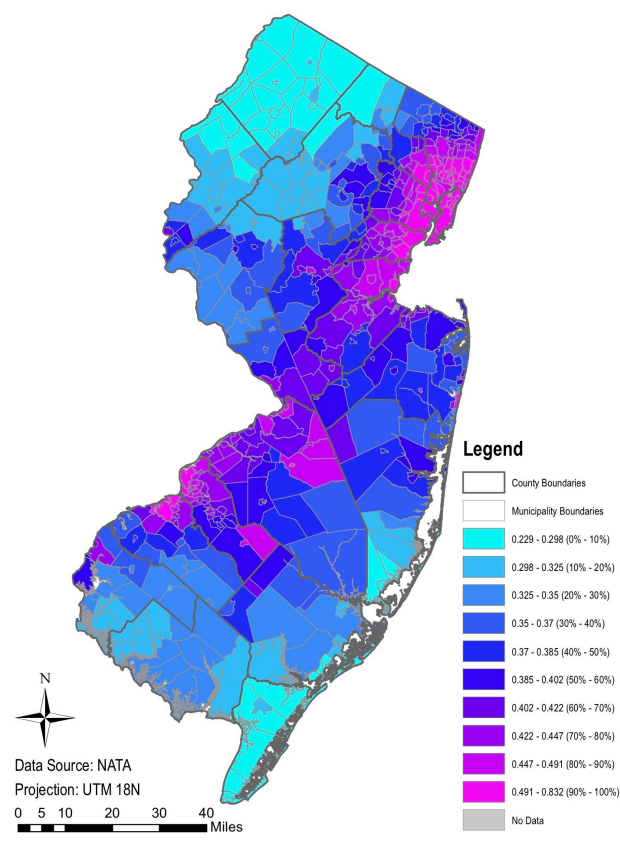 Legend
County Boundaries
Municipality Boundaries
0.229 - 0.298 (0% - 10%)
0.298 - 0.325 (10% - 20%)
0.325 - 0.35 (20% - 30%)
0.35 - 0.37 (30% - 40%)
0.37 - 0.385 (40% - 50%)
0.385 - 0.402 (50% - 60%)
0.402 - 0.422 (60% - 70%)
0.422 - 0.447 (70% - 80%)
0.447 - 0.491 (80% - 90%)
0.491 - 0.832 (90% - 100%)
No Data
N
Data Source: NATA
Projection: UTM 18N
0 5 10 20 30 40
Miles